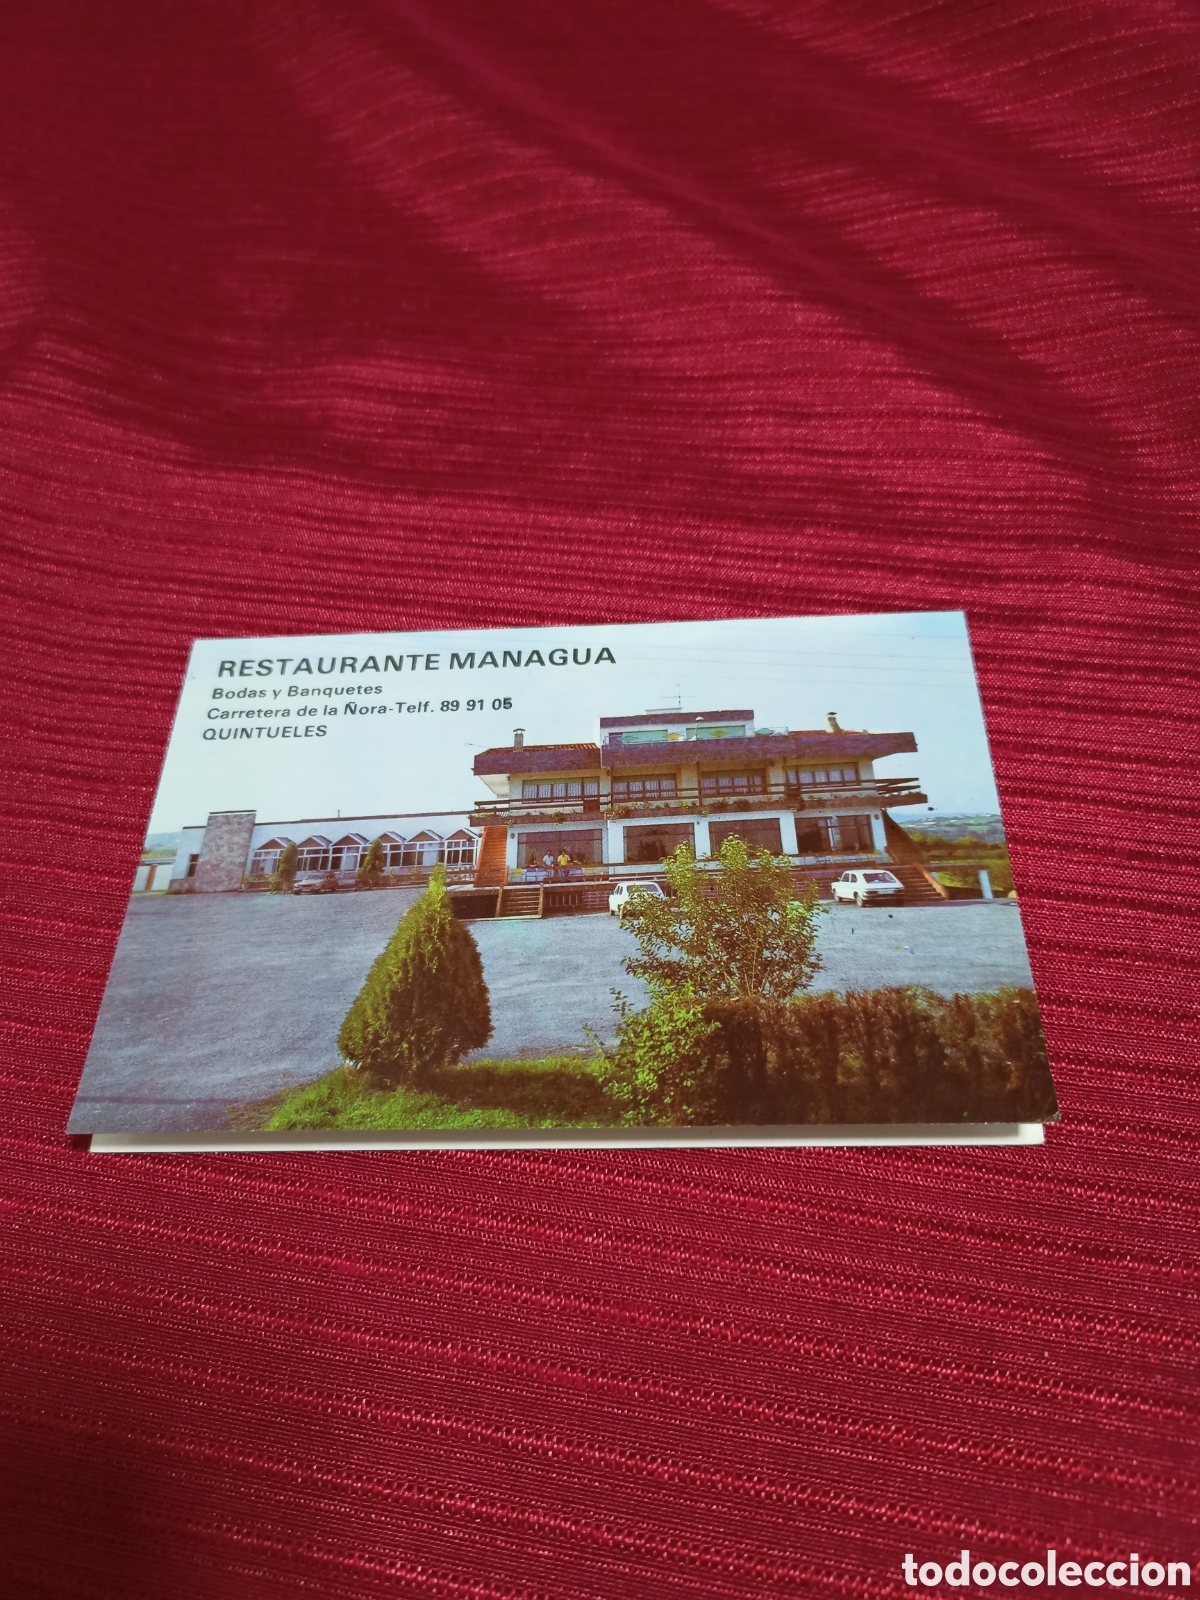 RESTAURANTE MANAGUA
Bodas y Banquetes
Carretera de la Ñora-Telf. 89 91 05
QUINTUELES
todocoleccion